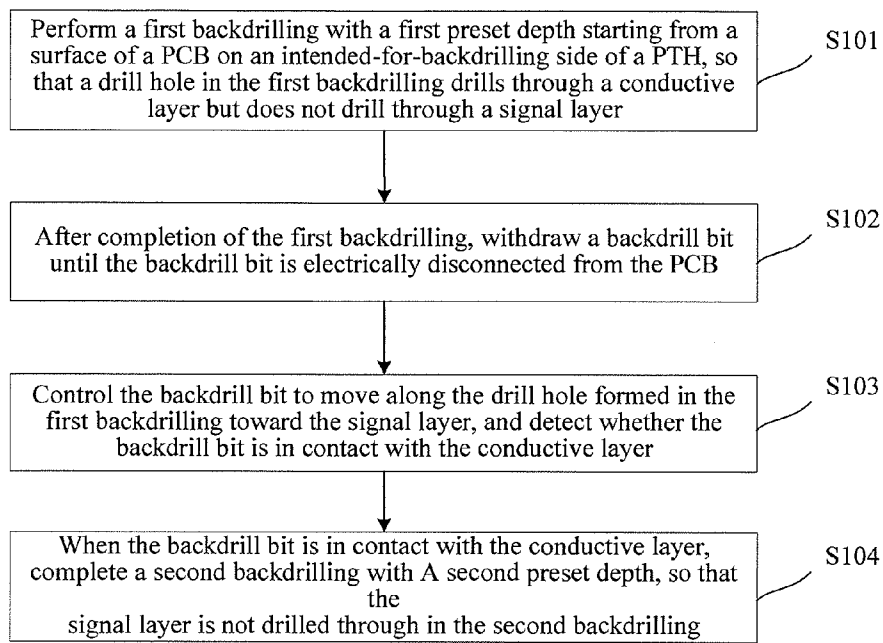 Perform a first backdrilling with a first preset depth starting from a
surface of a PCB on an intended-for-backdrilling side of a PTH, so
that a drill hole in the first backdrilling drills through a conductive
layer but does not drill through a signal layer
S101
After completion of the first backdrilling, withdraw a backdrill bit
until the backdrill bit is electrically disconnected from the PCB
S102
Control the backdrill bit to move along the drill hole formed in the
first backdrilling toward the signal layer, and detect whether the
backdrill bit is in contact with the conductive layer
S103
When the backdrill bit is in contact with the conductive layer,
complete a second backdrilling with A second preset depth, so that
the
signal layer is not drilled through in the second backdrilling
S104